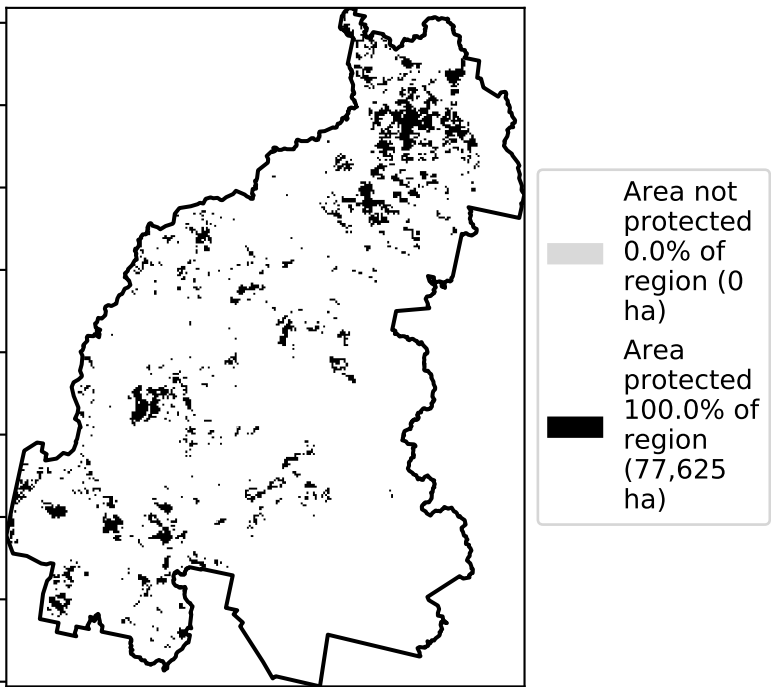 Area not
protected
0.0% of
region (0
ha)
Area
protected
100.0% of
region
(77,625
ha)